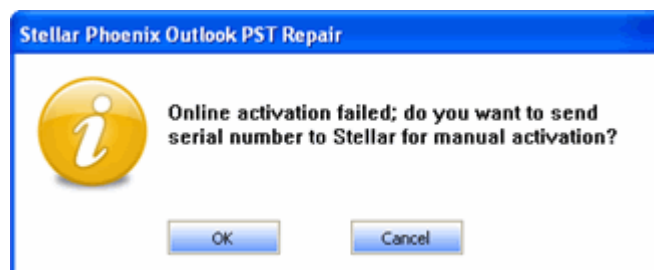 Stellar Phoenix Outlook PST Repair
Online activation failed; do you want to send
serial number to Stellar for manual activation?
OK Cancel